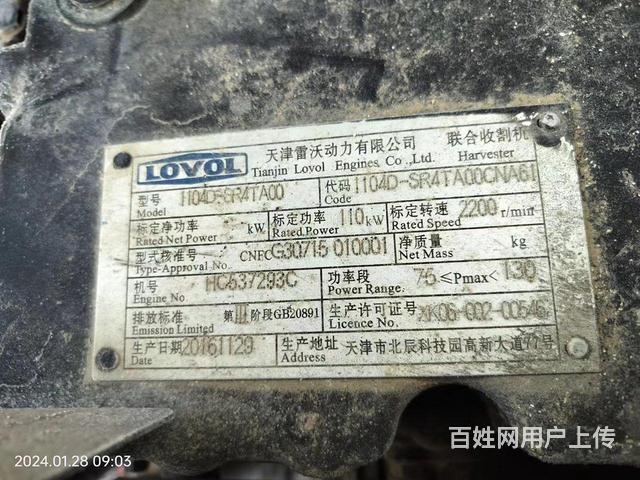 LOVOL 天津雷沃动力有限公司 联合收割机
Tianjin Lovol Engines Co.,Ltd. Harvester
型号 1104D-SR4TA00 代码 1104D-SR4TA00CNA61
Model Code
标定净功率 kW 标定功率 110kW 标定转速 2200r/min
Rated Net Power Rated Power Rated Speed
型式核准号 CNFCG30715 010001 净质量 kg
Type-Approval No. Net Mass
机号 HC537293C 功率段 75≤Pmax<130
Engine No Power Range:
排放标准 第III阶段GB20891 生产许可证号 XK06-002-00546
Emission Limited Licence No.
生产日期 20161129 生产地址 天津市北辰科技园高新大道77号
Date Address
百姓网用户上传
2024.01.28 09:03